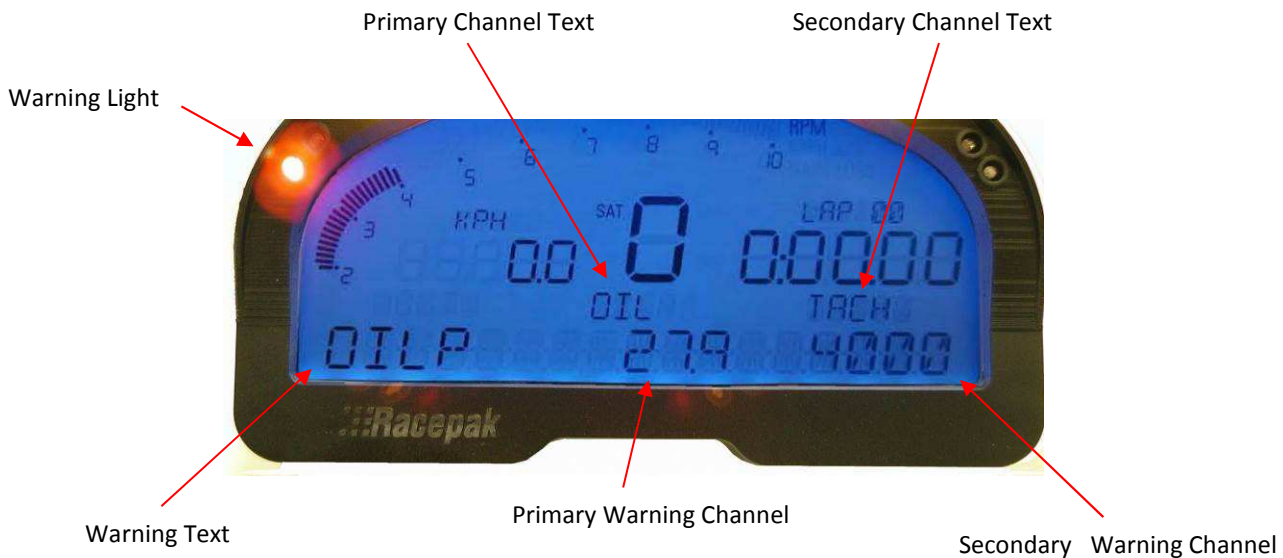 Primary Channel Text
Secondary Channel Text
Warning Light
RPM
5 6 7 8 9 10
4
3
2
KPH
SAT
0
LAP 00
0.0
0:00.00
OIL
TACH
OILP
27.9
4000
Racepak
Warning Text
Primary Warning Channel
Secondary Warning Channel